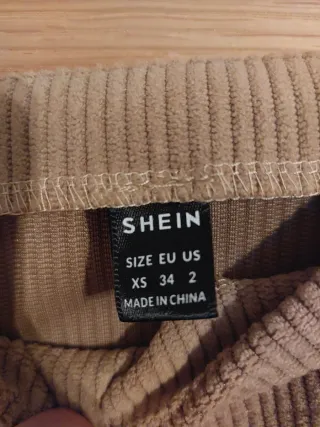 SHEIN
SIZE EU US
XS 34 2
MADE IN CHINA